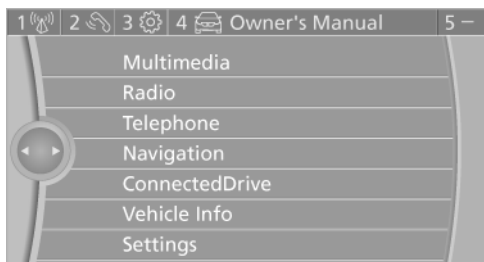 1 2 3 4 Owner's Manual 5 –
Multimedia
Radio
Telephone
Navigation
ConnectedDrive
Vehicle Info
Settings